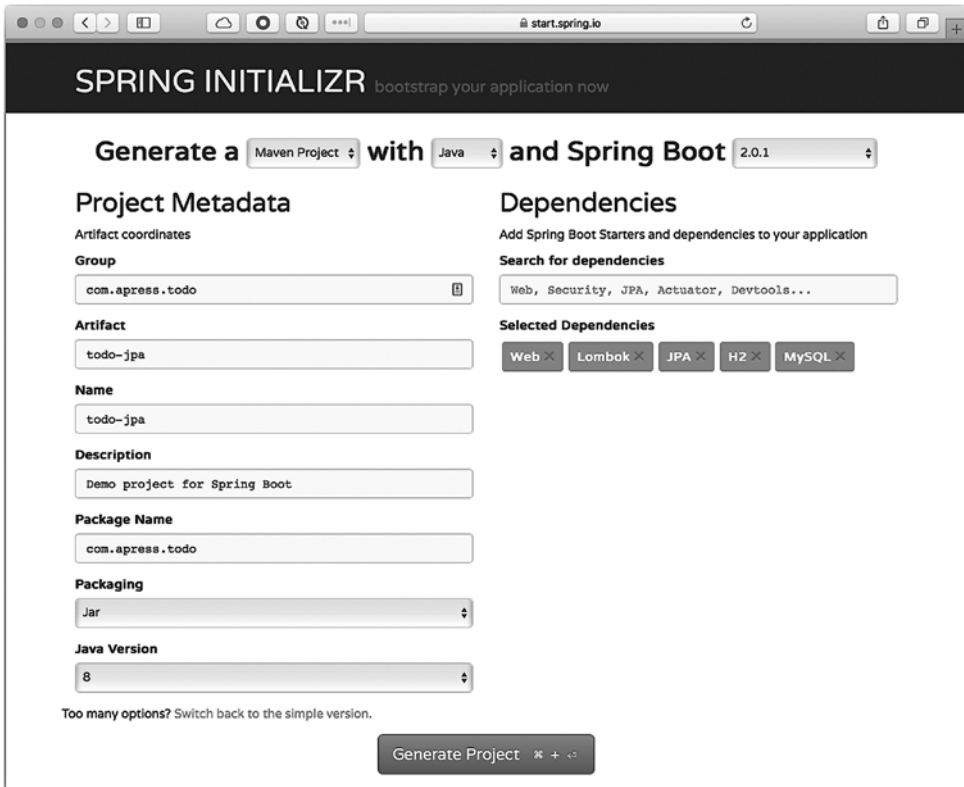 start.spring.io
SPRING INITIALIZR bootstrap your application now
Generate a Maven Project with Java and Spring Boot 2.0.1
Project Metadata
Artifact coordinates
Group
com.apress.todo
Artifact
todo-jpa
Name
todo-jpa
Description
Demo project for Spring Boot
Package Name
com.apress.todo
Packaging
Jar
Java Version
8
Too many options? Switch back to the simple version.
Dependencies
Add Spring Boot Starters and dependencies to your application
Search for dependencies
Web, Security, JPA, Actuator, Devtools...
Selected Dependencies
Web × Lombok × JPA × H2 × MySQL ×
Generate Project ⌘ + ⏎